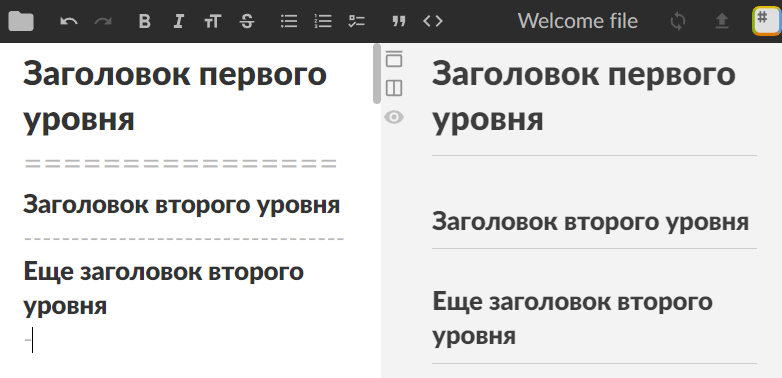 B I TT S Welcome file #
Заголовок первого
уровня
=================
Заголовок второго уровня
---------------------------------------------
Еще заголовок второго
уровня
-
Заголовок первого
уровня
Заголовок второго уровня
Еще заголовок второго
уровня